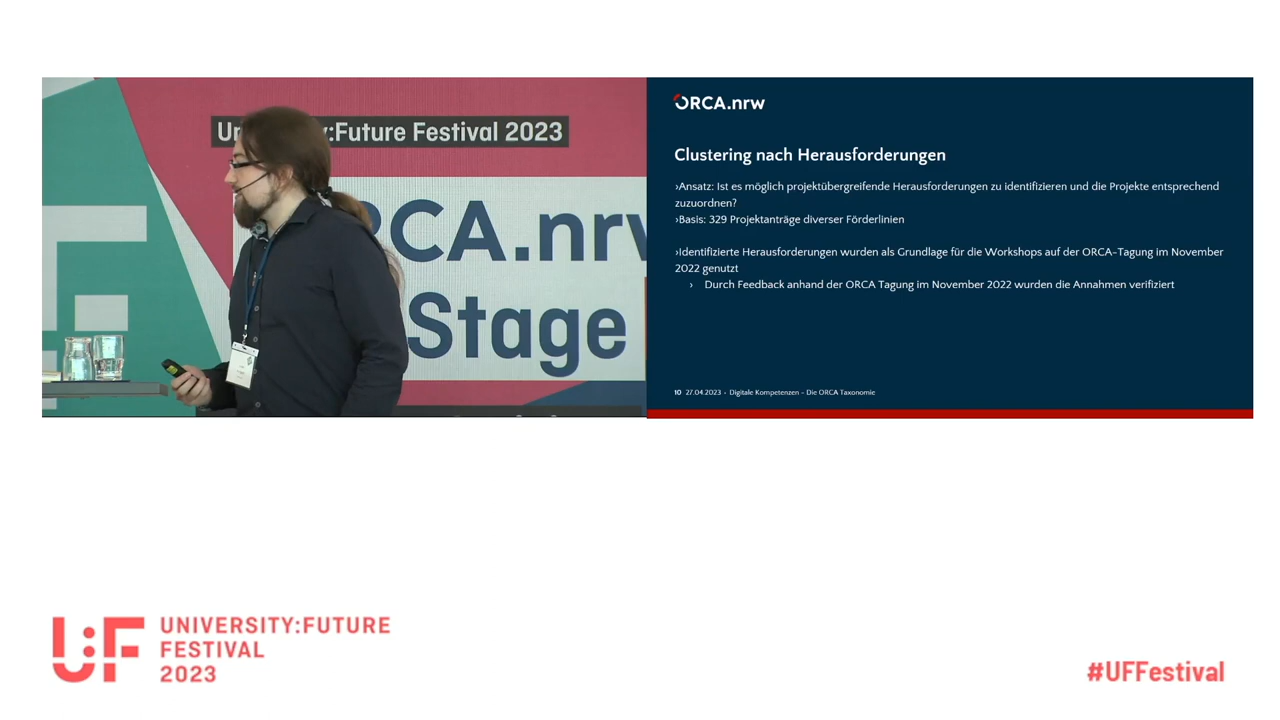 University:Future Festival 2023
ORCA.nrw
Stage
ORCA.nrw
Clustering nach Herausforderungen
›Ansatz: Ist es möglich projektübergreifende Herausforderungen zu identifizieren und die Projekte entsprechend
zuzuordnen?
›Basis: 329 Projektanträge diverser Förderlinien
›Identifizierte Herausforderungen wurden als Grundlage für die Workshops auf der ORCA-Tagung im November
2022 genutzt
› Durch Feedback anhand der ORCA Tagung im November 2022 wurden die Annahmen verifiziert
10 27.04.2023 - Digitale Kompetenzen - Die ORCA Taxonomie
U:F UNIVERSITY:FUTURE
FESTIVAL
2023
#UFFestival